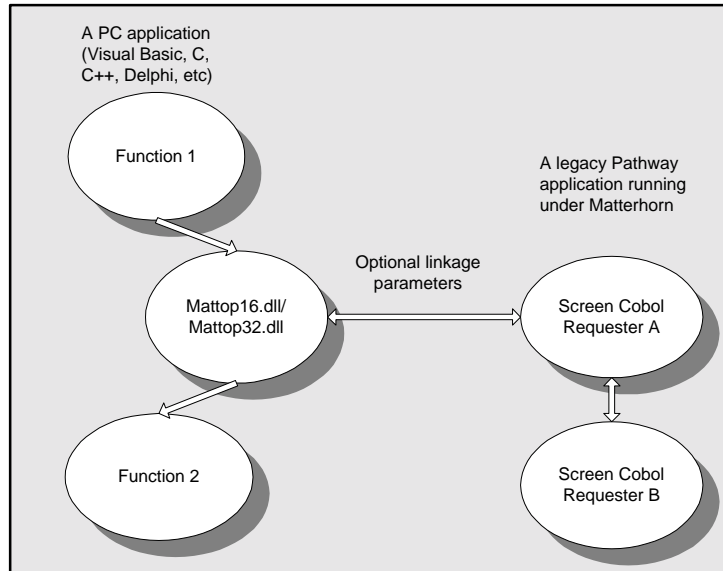 A PC application
(Visual Basic, C,
C++, Delphi, etc)
Function 1
A legacy Pathway
application running
under Matterhorn
Optional linkage
parameters
Mattop16.dll/
Mattop32.dll
Screen Cobol
Requester A
Function 2
Screen Cobol
Requester B